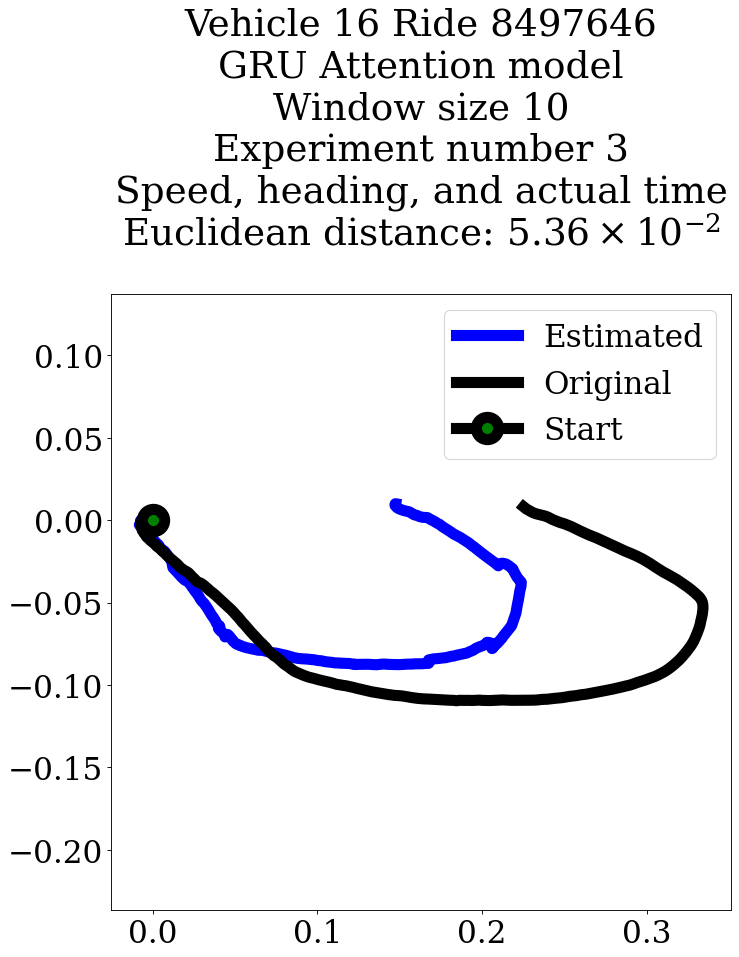 Vehicle 16 Ride 8497646
GRU Attention model
Window size 10
Experiment number 3
Speed, heading, and actual time
Euclidean distance: 5.36 × 10⁻²
Estimated
Original
Start
0.10
0.05
0.00
−0.05
−0.10
−0.15
−0.20
0.0 0.1 0.2 0.3